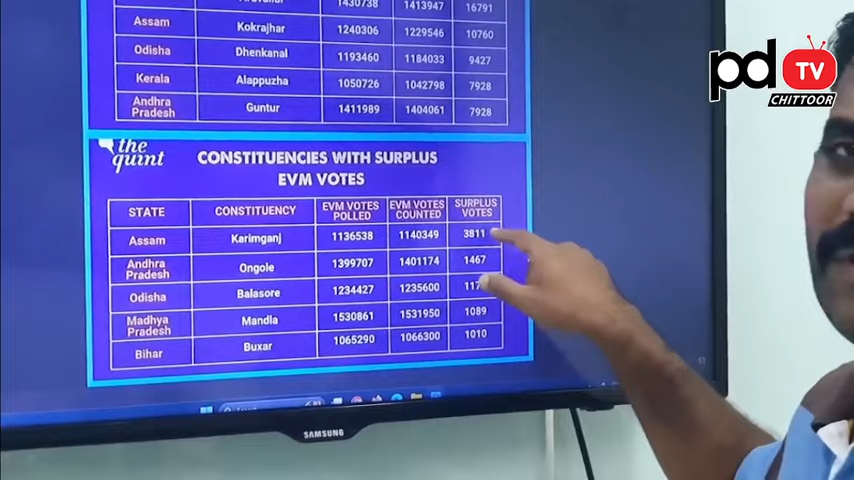 1430738 1413947 16791
Assam Kokrajhar 1240306 1229546 10760
Odisha Dhenkanal 1193460 1184033 9427
Kerala Alappuzha 1050726 1042798 7928
Andhra Pradesh Guntur 1411989 1404061 7928
the quint
CONSTITUENCIES WITH SURPLUS
EVM VOTES
STATE CONSTITUENCY EVM VOTES POLLED EVM VOTES COUNTED SURPLUS VOTES
Assam Karimganj 1136538 1140349 3811
Andhra Pradesh Ongole 1399707 1401174 1467
Odisha Balasore 1234427 1235600
Madhya Pradesh Mandla 1530861 1531950 1089
Bihar Buxar 1065290 1066300 1010
SAMSUNG
pd TV
CHITTOOR